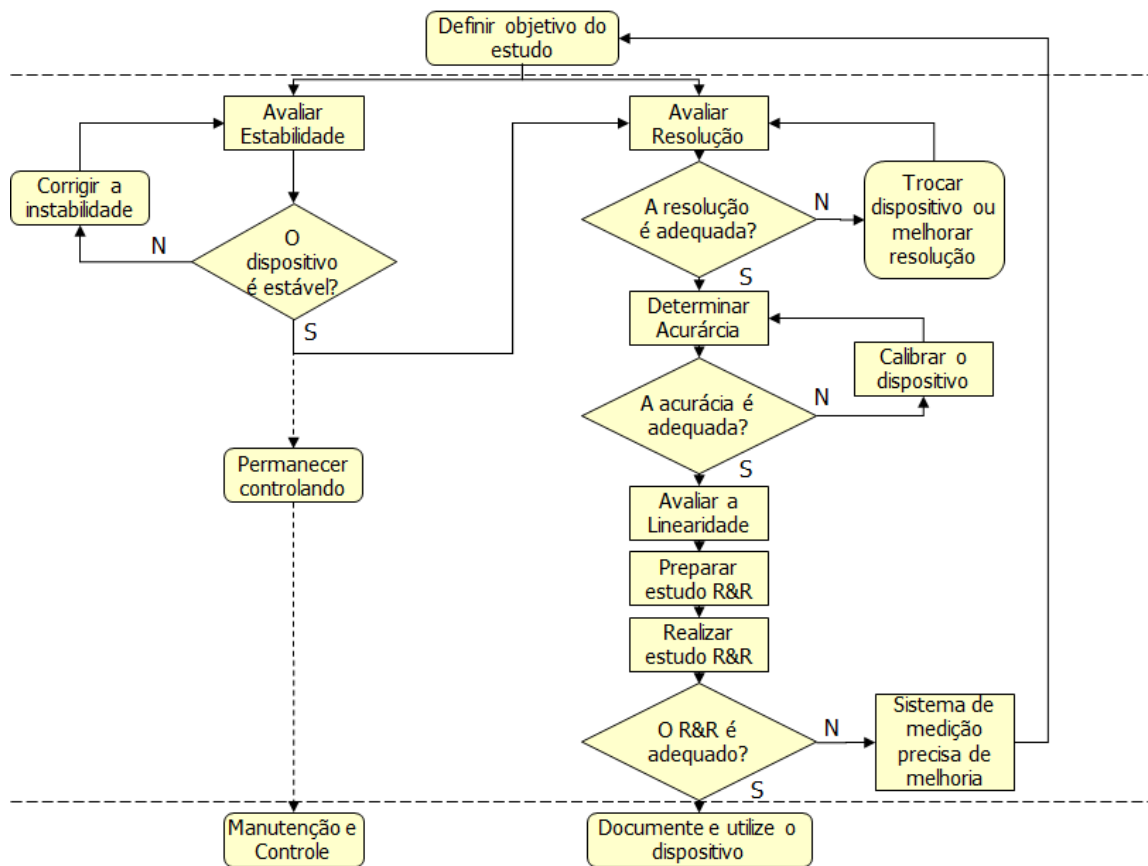 Definir objetivo do
estudo
Avaliar
Estabilidade
Avaliar
Resolução
Corrigir a
instabilidade
N
O
dispositivo
é estável?
S
A resolução
é adequada?
N
Trocar
dispositivo ou
melhorar
resolução
S
Determinar
Acurárcia
Calibrar o
dispositivo
A acurácia é
adequada?
N
S
Permanecer
controlando
Avaliar a
Linearidade
Preparar
estudo R&R
Realizar
estudo R&R
O R&R é
adequado?
N
Sistema de
medição
precisa de
melhoria
S
Manutenção e
Controle
Documente e utilize o
dispositivo